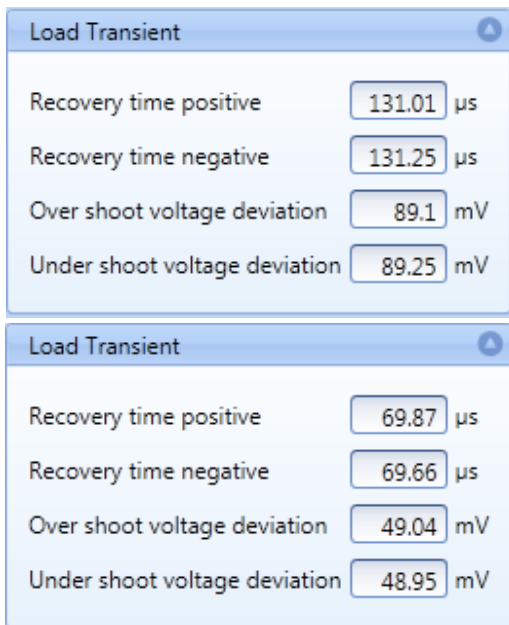 Load Transient
Recovery time positive 131.01 µs
Recovery time negative 131.25 µs
Over shoot voltage deviation 89.1 mV
Under shoot voltage deviation 89.25 mV
Load Transient
Recovery time positive 69.87 µs
Recovery time negative 69.66 µs
Over shoot voltage deviation 49.04 mV
Under shoot voltage deviation 48.95 mV